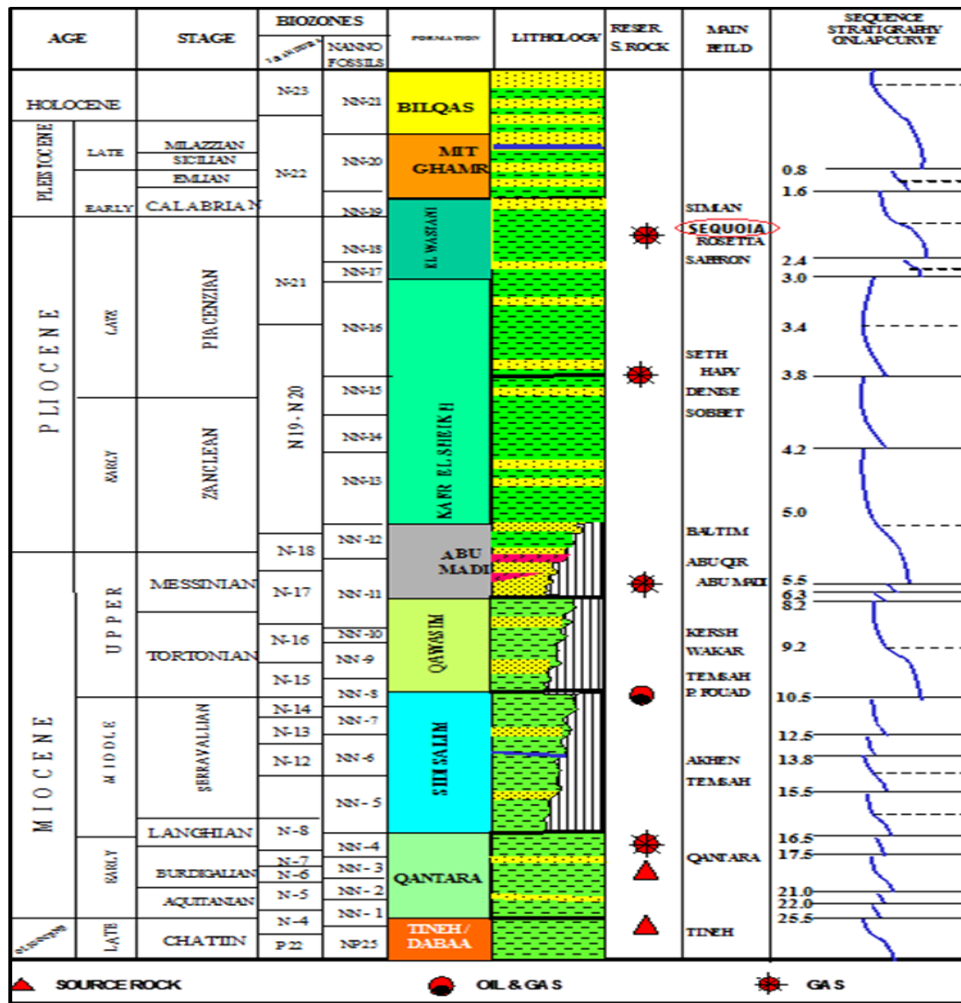 AGE
STAGE
BIOZONES
NANNO
FOSSILS
FORMATION
LITHOLOGY
RESER.
S. ROCK
MAIN
FEILD
SEQUENCE
STRATIGRAPHY
ONLAPCURVE
HOLOCENE
PLEISTOCENE
LATE
EARLY
MILAZZIAN
SICILIAN
EMLIAN
CALABRIAN
PLIOCENE
LATE
EARLY
PIACENZIAN
ZANCLEAN
MIOCENE
UPPER
MIDDLE
EARLY
MESSINIAN
TORTONIAN
SERRAVALLIAN
LANGHIAN
BURDIGALIAN
AQUITANIAN
LATE
CHATIIN
N-23
N-22
N-21
N19-N20
N-18
N-17
N-16
N-15
N-14
N-13
N-12
N-8
N-7
N-6
N-5
N-4
P.22
NN-21
NN-20
NN-19
NN-18
NN-17
NN-16
NN-15
NN-14
NN-13
NN-12
NN-11
NN-10
NN-9
NN-8
NN-7
NN-6
NN-5
NN-4
NN-3
NN-2
NN-1
NP25
BILQAS
MIT
GHAMR
EL WASTANI
KAFR EL SHEIKH
ABU
MADI
QAWASIM
SIDI SALIM
QANTARA
TINEH /
DABAA
SIMIAN
SEQUOIA
ROSETTA
SAFFRON
SETH
HAPY
DENISE
SOBBET
BALTIM
ABU QIR
ABU MADI
KERSH
WAKAR
TEMSAH
P. FOUAD
AKHEN
TEMSAH
QANTARA
TINEH
0.8
1.6
2.4
3.0
3.4
3.8
4.2
5.0
5.5
6.3
8.2
9.2
10.5
12.5
13.8
15.5
16.5
17.5
21.0
22.0
25.5
SOURCE ROCK
OIL & GAS
GAS